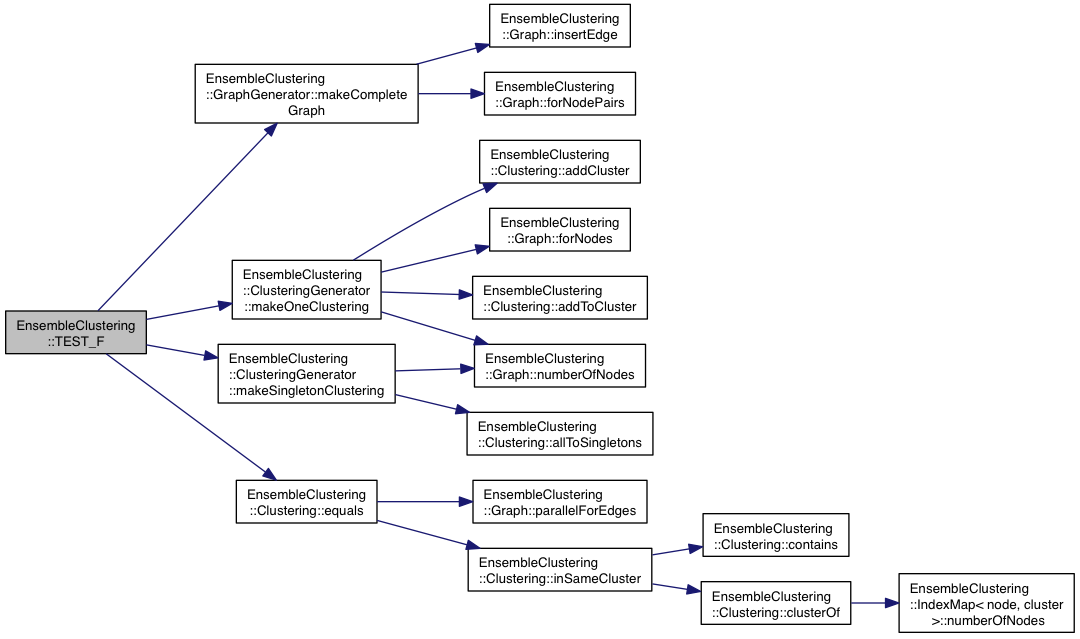 EnsembleClustering
::Graph::insertEdge
EnsembleClustering
::GraphGenerator::makeComplete
Graph
EnsembleClustering
::Graph::forNodePairs
EnsembleClustering
::Clustering::addCluster
EnsembleClustering
::Graph::forNodes
EnsembleClustering
::ClusteringGenerator
::makeOneClustering
EnsembleClustering
::Clustering::addToCluster
EnsembleClustering
::TEST_F
EnsembleClustering
::ClusteringGenerator
::makeSingletonClustering
EnsembleClustering
::Graph::numberOfNodes
EnsembleClustering
::Clustering::allToSingletons
EnsembleClustering
::Clustering::equals
EnsembleClustering
::Graph::parallelForEdges
EnsembleClustering
::Clustering::inSameCluster
EnsembleClustering
::Clustering::contains
EnsembleClustering
::Clustering::clusterOf
EnsembleClustering
::IndexMap< node, cluster
>::numberOfNodes